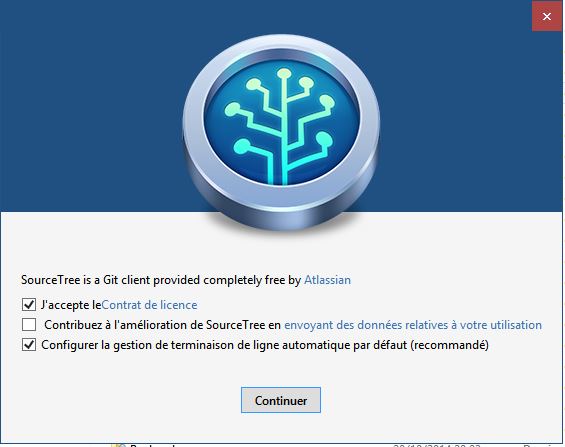 SourceTree is a Git client provided completely free by Atlassian
J'accepte leContrat de licence
Contribuez à l'amélioration de SourceTree en envoyant des données relatives à votre utilisation
Configurer la gestion de terminaison de ligne automatique par défaut (recommandé)
Continuer